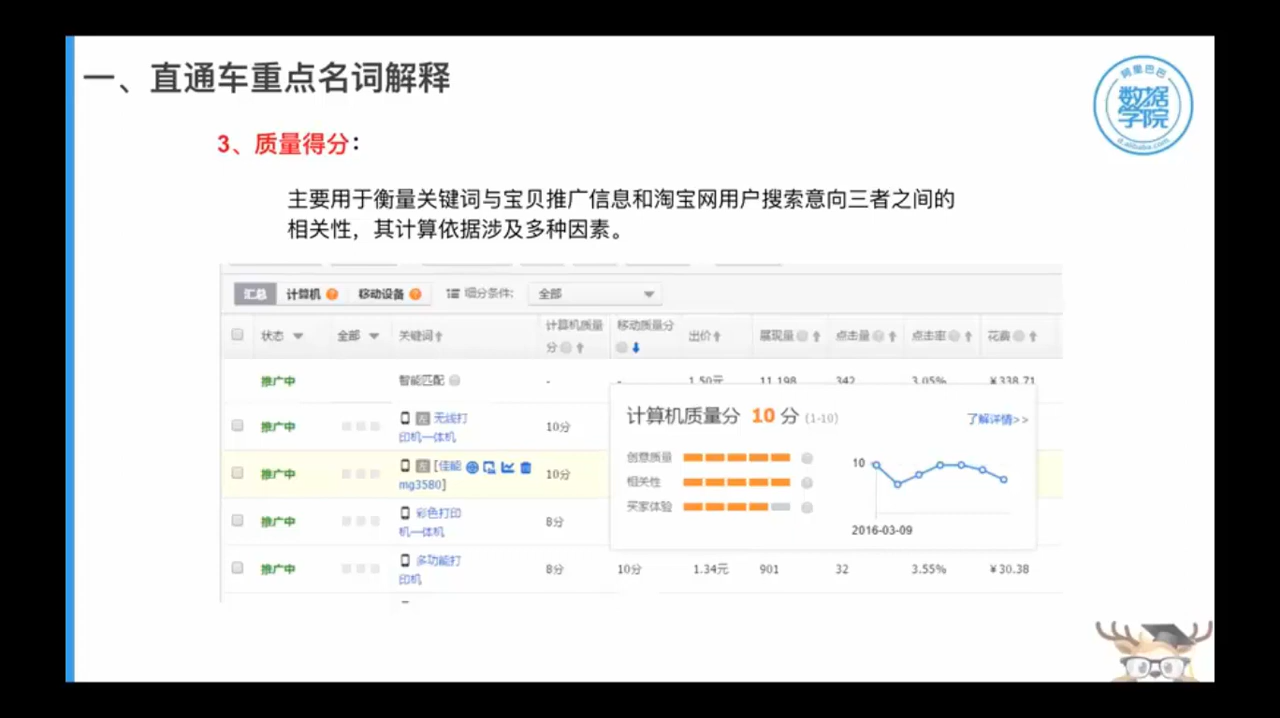 一、直通车重点名词解释
阿里巴巴
数据
学院
d.alibaba.com
3、质量得分：
主要用于衡量关键词与宝贝推广信息和淘宝网用户搜索意向三者之间的
相关性，其计算依据涉及多种因素。
汇总 计算机 移动设备 细分条件： 全部
状态 全部 关键词 计算机质量分 移动质量分 出价 展现量 点击量 点击率 花费
推广中 智能匹配 - - 1.50元 11,198 342 3.05% ￥338.71
推广中 左 无线打
印机一体机 10分
推广中 左 [佳能
mg3580] 10分
推广中 彩色打印
机一体机 8分
推广中 多功能打
印机 8分 10分 1.34元 901 32 3.55% ￥30.38
计算机质量分 10 分 (1-10) 了解详情>>
创意质量
相关性
买家体验
10
2016-03-09